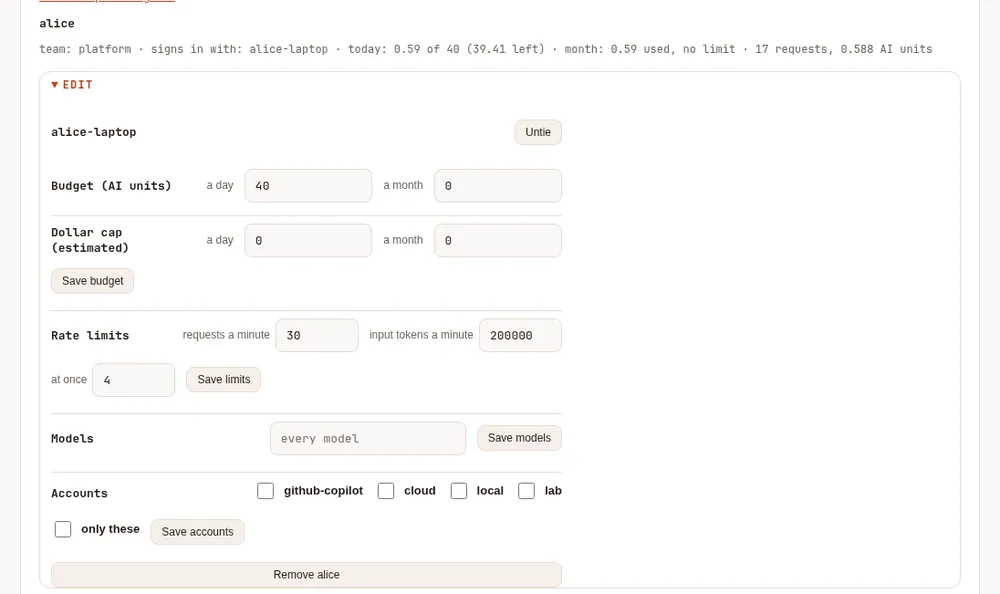 alice
team: platform · signs in with: alice-laptop · today: 0.59 of 40 (39.41 left) · month: 0.59 used, no limit · 17 requests, 0.588 AI units
▼ EDIT
alice-laptop Untie
Budget (AI units) a day 40 a month 0
Dollar cap
(estimated) a day 0 a month 0
Save budget
Rate limits requests a minute 30 input tokens a minute 200000
at once 4 Save limits
Models every model Save models
Accounts github-copilot cloud local lab
only these Save accounts
Remove alice